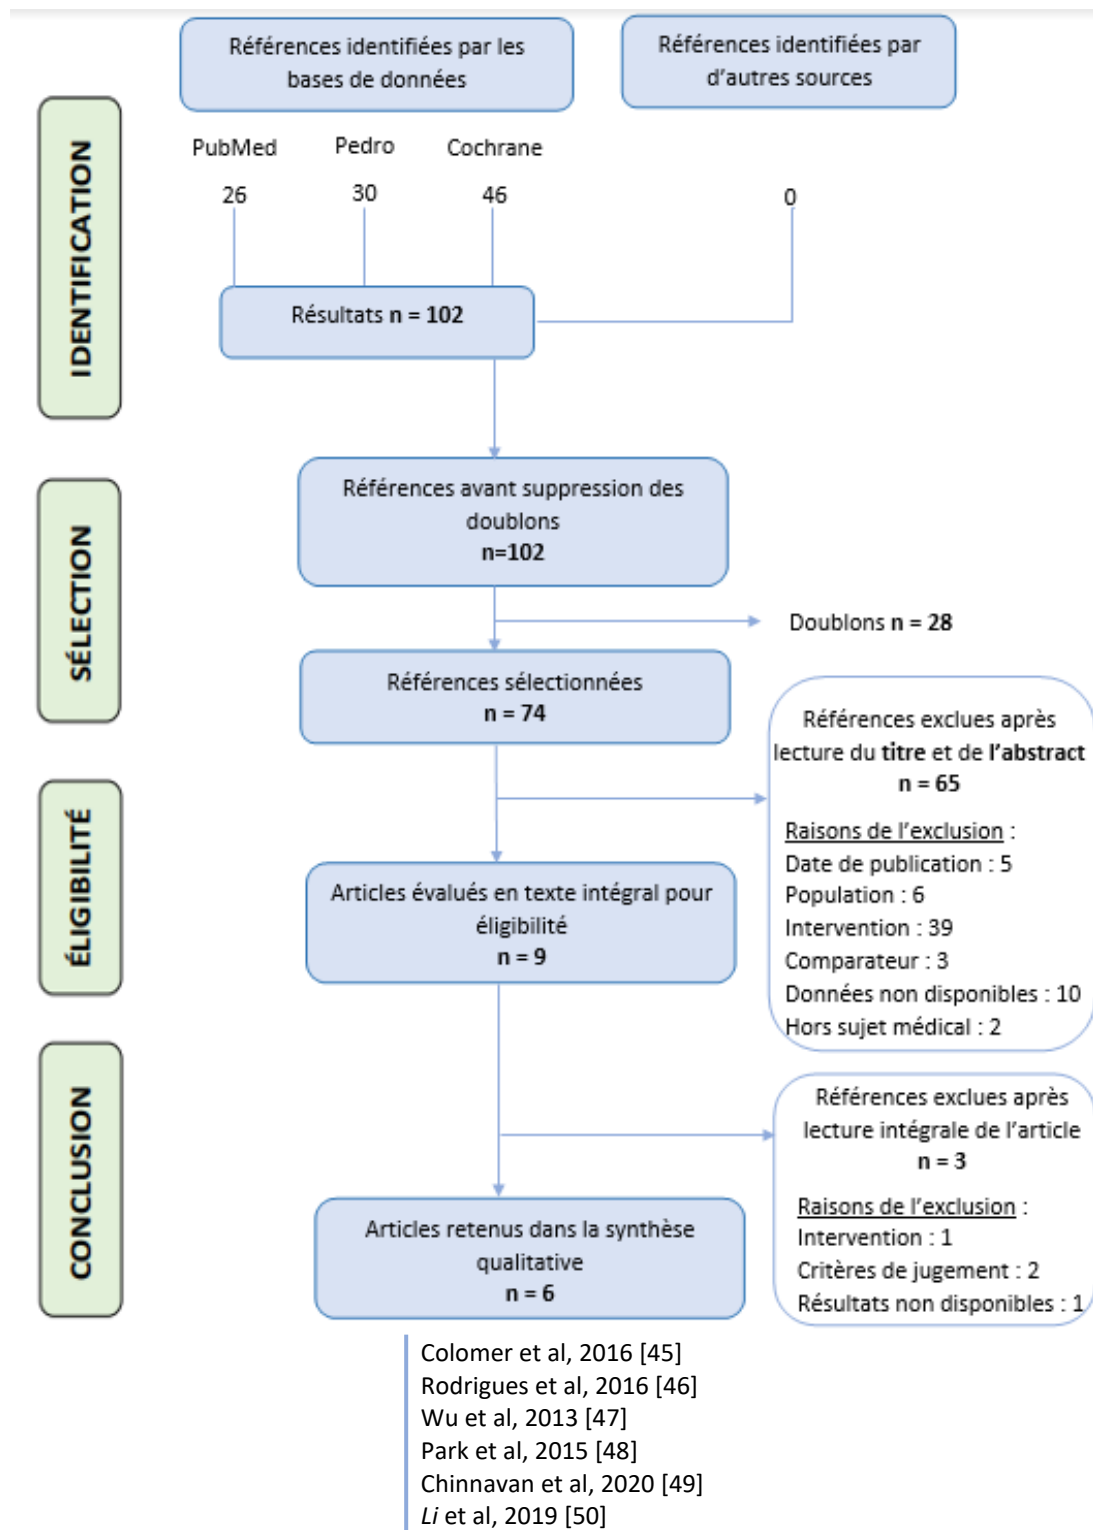 Références identifiées par les
bases de données
Références identifiées par
d'autres sources
IDENTIFICATION
PubMed
Pedro
Cochrane
26
30
46
0
Résultats n = 102
SÉLECTION
Références avant suppression des
doublons
n=102
Doublons n = 28
Références sélectionnées
n = 74
Références exclues après
lecture du titre et de l'abstract
n = 65
Raisons de l'exclusion :
Date de publication : 5
Population : 6
Intervention : 39
Comparateur : 3
Données non disponibles : 10
Hors sujet médical : 2
ÉLIGIBILITÉ
Articles évalués en texte intégral pour
éligibilité
n = 9
CONCLUSION
Références exclues après
lecture intégrale de l'article
n = 3
Raisons de l'exclusion :
Intervention : 1
Critères de jugement : 2
Résultats non disponibles : 1
Articles retenus dans la synthèse
qualitative
n = 6
Colomer et al, 2016 [45]
Rodrigues et al, 2016 [46]
Wu et al, 2013 [47]
Park et al, 2015 [48]
Chinnavan et al, 2020 [49]
Li et al, 2019 [50]